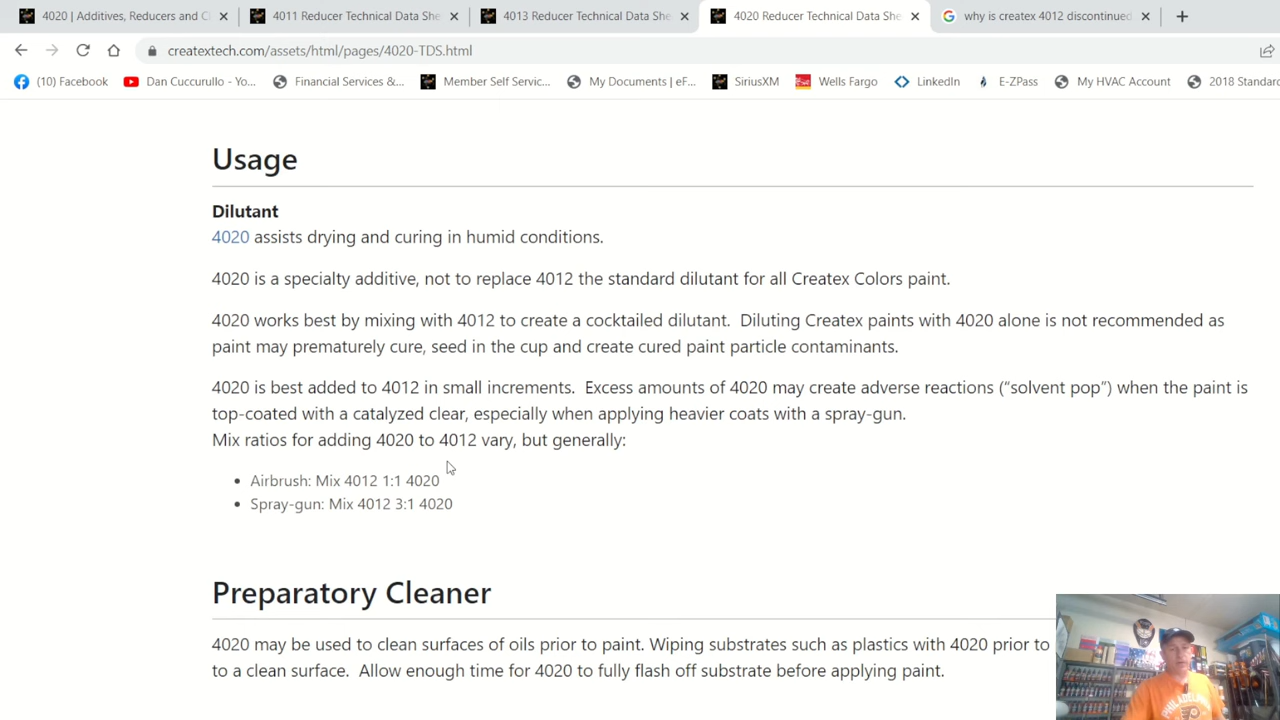 4020 | Additives, Reducers and C
4011 Reducer Technical Data She
4013 Reducer Technical Data She
4020 Reducer Technical Data She
why is createx 4012 discontinued
creatextech.com/assets/html/pages/4020-TDS.html
(10) Facebook
Dan Cuccurullo - Yo...
Financial Services &...
Member Self Servic...
My Documents | eF...
SiriusXM
Wells Fargo
LinkedIn
E-ZPass
My HVAC Account
2018 Standard
Usage
Dilutant
4020 assists drying and curing in humid conditions.
4020 is a specialty additive, not to replace 4012 the standard dilutant for all Createx Colors paint.
4020 works best by mixing with 4012 to create a cocktailed dilutant. Diluting Createx paints with 4020 alone is not recommended as
paint may prematurely cure, seed in the cup and create cured paint particle contaminants.
4020 is best added to 4012 in small increments. Excess amounts of 4020 may create adverse reactions (“solvent pop”) when the paint is
top-coated with a catalyzed clear, especially when applying heavier coats with a spray-gun.
Mix ratios for adding 4020 to 4012 vary, but generally:
• Airbrush: Mix 4012 1:1 4020
• Spray-gun: Mix 4012 3:1 4020
Preparatory Cleaner
4020 may be used to clean surfaces of oils prior to paint. Wiping substrates such as plastics with 4020 prior to
to a clean surface. Allow enough time for 4020 to fully flash off substrate before applying paint.